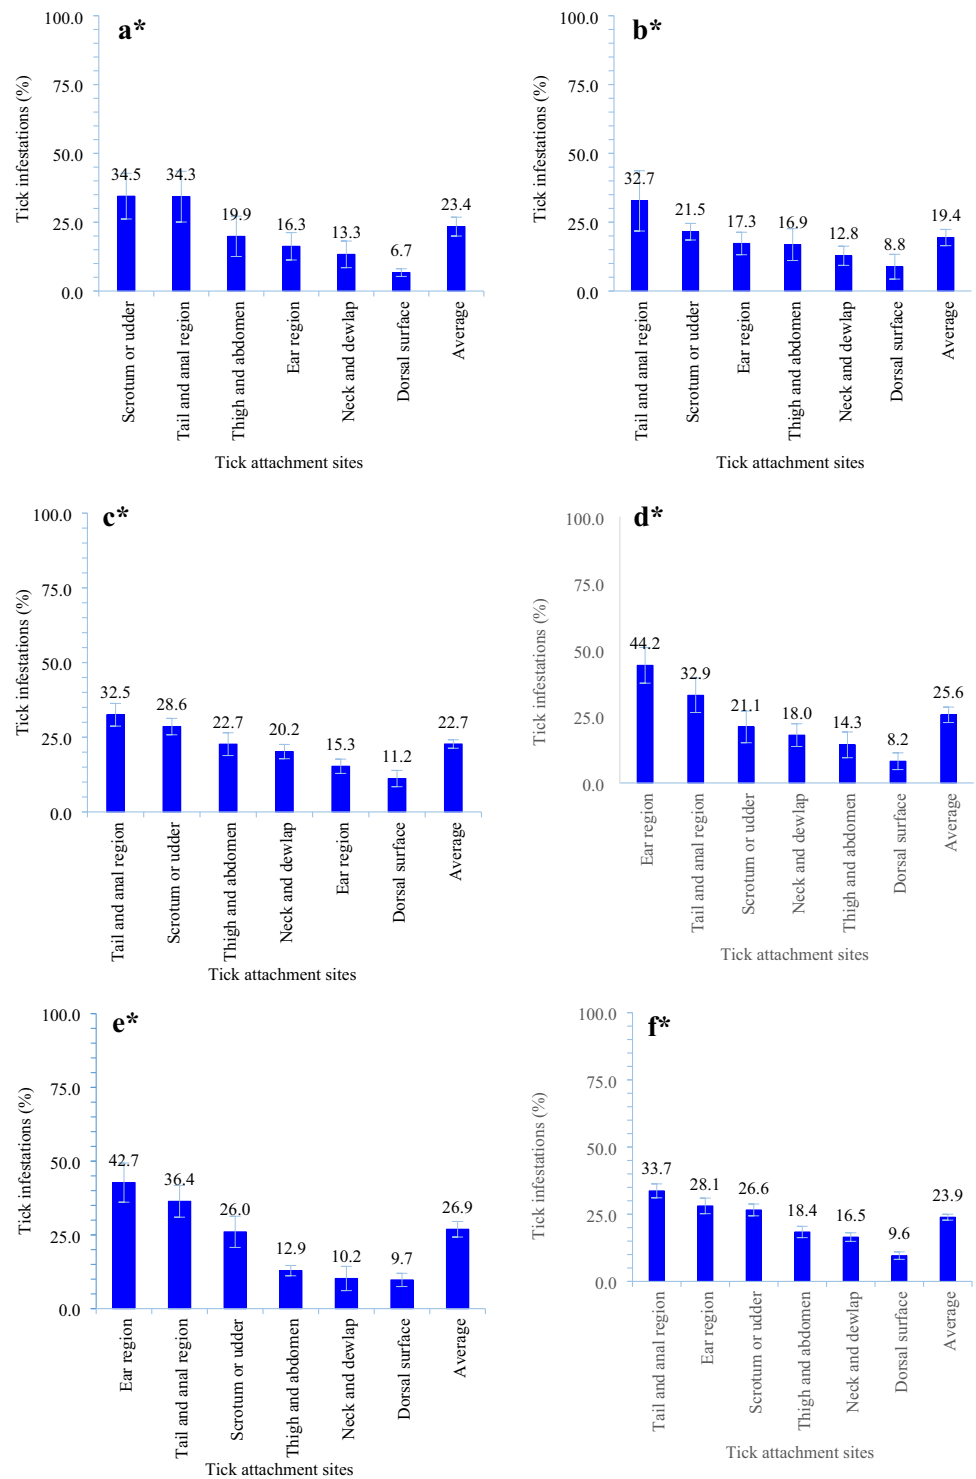 a*
Tick infestations (%)
100.0
75.0
50.0
25.0
0.0
34.5
34.3
19.9
16.3
13.3
6.7
23.4
Scrotum or udder
Tail and anal region
Thigh and abdomen
Ear region
Neck and dewlap
Dorsal surface
Average
Tick attachment sites
b*
Tick infestations (%)
100.0
75.0
50.0
25.0
0.0
32.7
21.5
17.3
16.9
12.8
8.8
19.4
Tail and anal region
Scrotum or udder
Ear region
Thigh and abdomen
Neck and dewlap
Dorsal surface
Average
Tick attachment sites
c*
Tick infestations (%)
100.0
75.0
50.0
25.0
0.0
32.5
28.6
22.7
20.2
15.3
11.2
22.7
Tail and anal region
Scrotum or udder
Thigh and abdomen
Neck and dewlap
Ear region
Dorsal surface
Average
Tick attachment sites
d*
Tick infestations (%)
100.0
75.0
50.0
25.0
0.0
44.2
32.9
21.1
18.0
14.3
8.2
25.6
Ear region
Tail and anal region
Scrotum or udder
Neck and dewlap
Thigh and abdomen
Dorsal surface
Average
Tick attachment sites
e*
Tick infestations (%)
100.0
75.0
50.0
25.0
0.0
42.7
36.4
26.0
12.9
10.2
9.7
26.9
Ear region
Tail and anal region
Scrotum or udder
Thigh and abdomen
Neck and dewlap
Dorsal surface
Average
Tick attachment sites
f*
Tick infestations (%)
100.0
75.0
50.0
25.0
0.0
33.7
28.1
26.6
18.4
16.5
9.6
23.9
Tail and anal region
Ear region
Scrotum or udder
Thigh and abdomen
Neck and dewlap
Dorsal surface
Average
Tick attachment sites